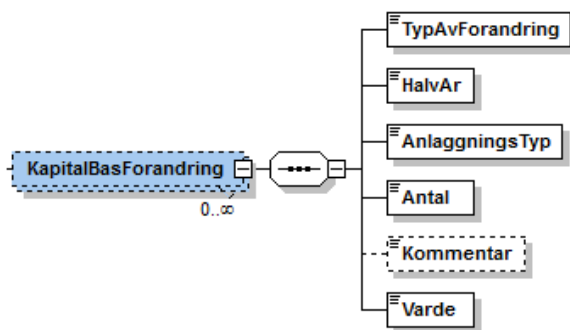 TypAvForandring
HalvAr
AnlaggningsTyp
KapitalBasForandring
0..∞
Antal
Kommentar
Varde